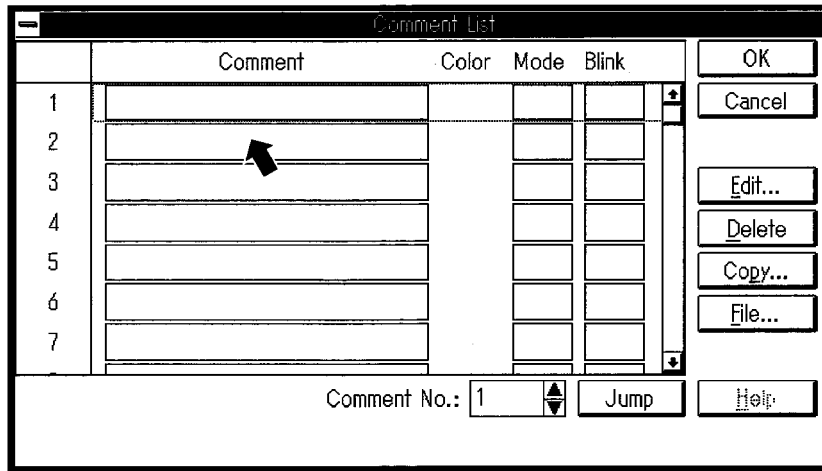 Comment List
Comment Color Mode Blink OK
1 Cancel
2
3 Edit...
4 Delete
5 Copy...
6 File...
7
Comment No.: 1 Jump Help